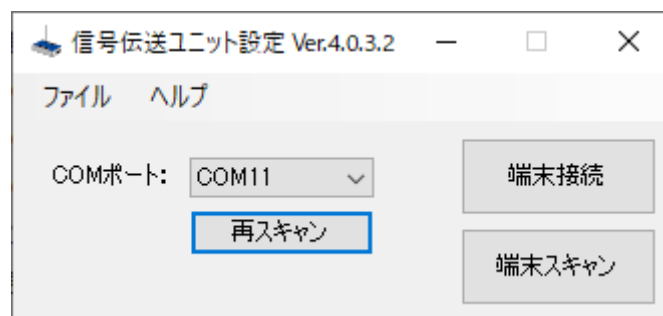 信号伝送ユニット設定 Ver.4.0.3.2
ファイル ヘルプ
COMポート: COM11 端末接続
再スキャン
端末スキャン